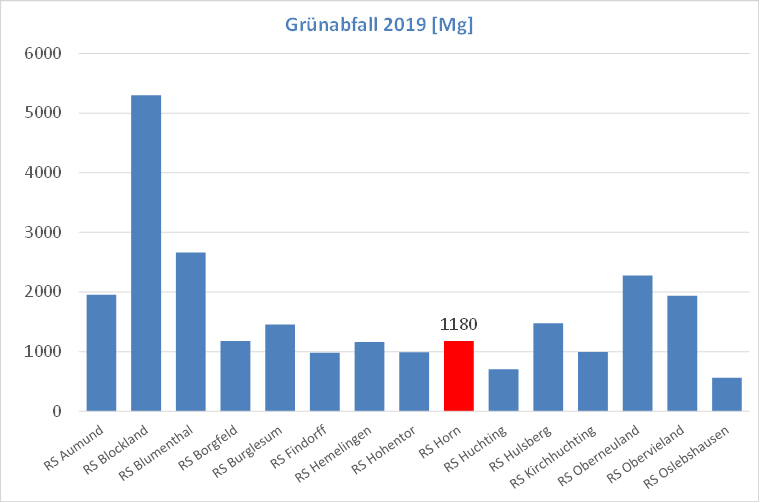 Grünabfall 2019 [Mg]
6000
5000
4000
3000
2000
1000
0
1180
RS Aumund
RS Blockland
RS Blumenthal
RS Borgfeld
RS Burglesum
RS Findorff
RS Hemelingen
RS Hohentor
RS Horn
RS Huchting
RS Hulsberg
RS Kirchhuchting
RS Oberneuland
RS Obervieland
RS Oslebshausen